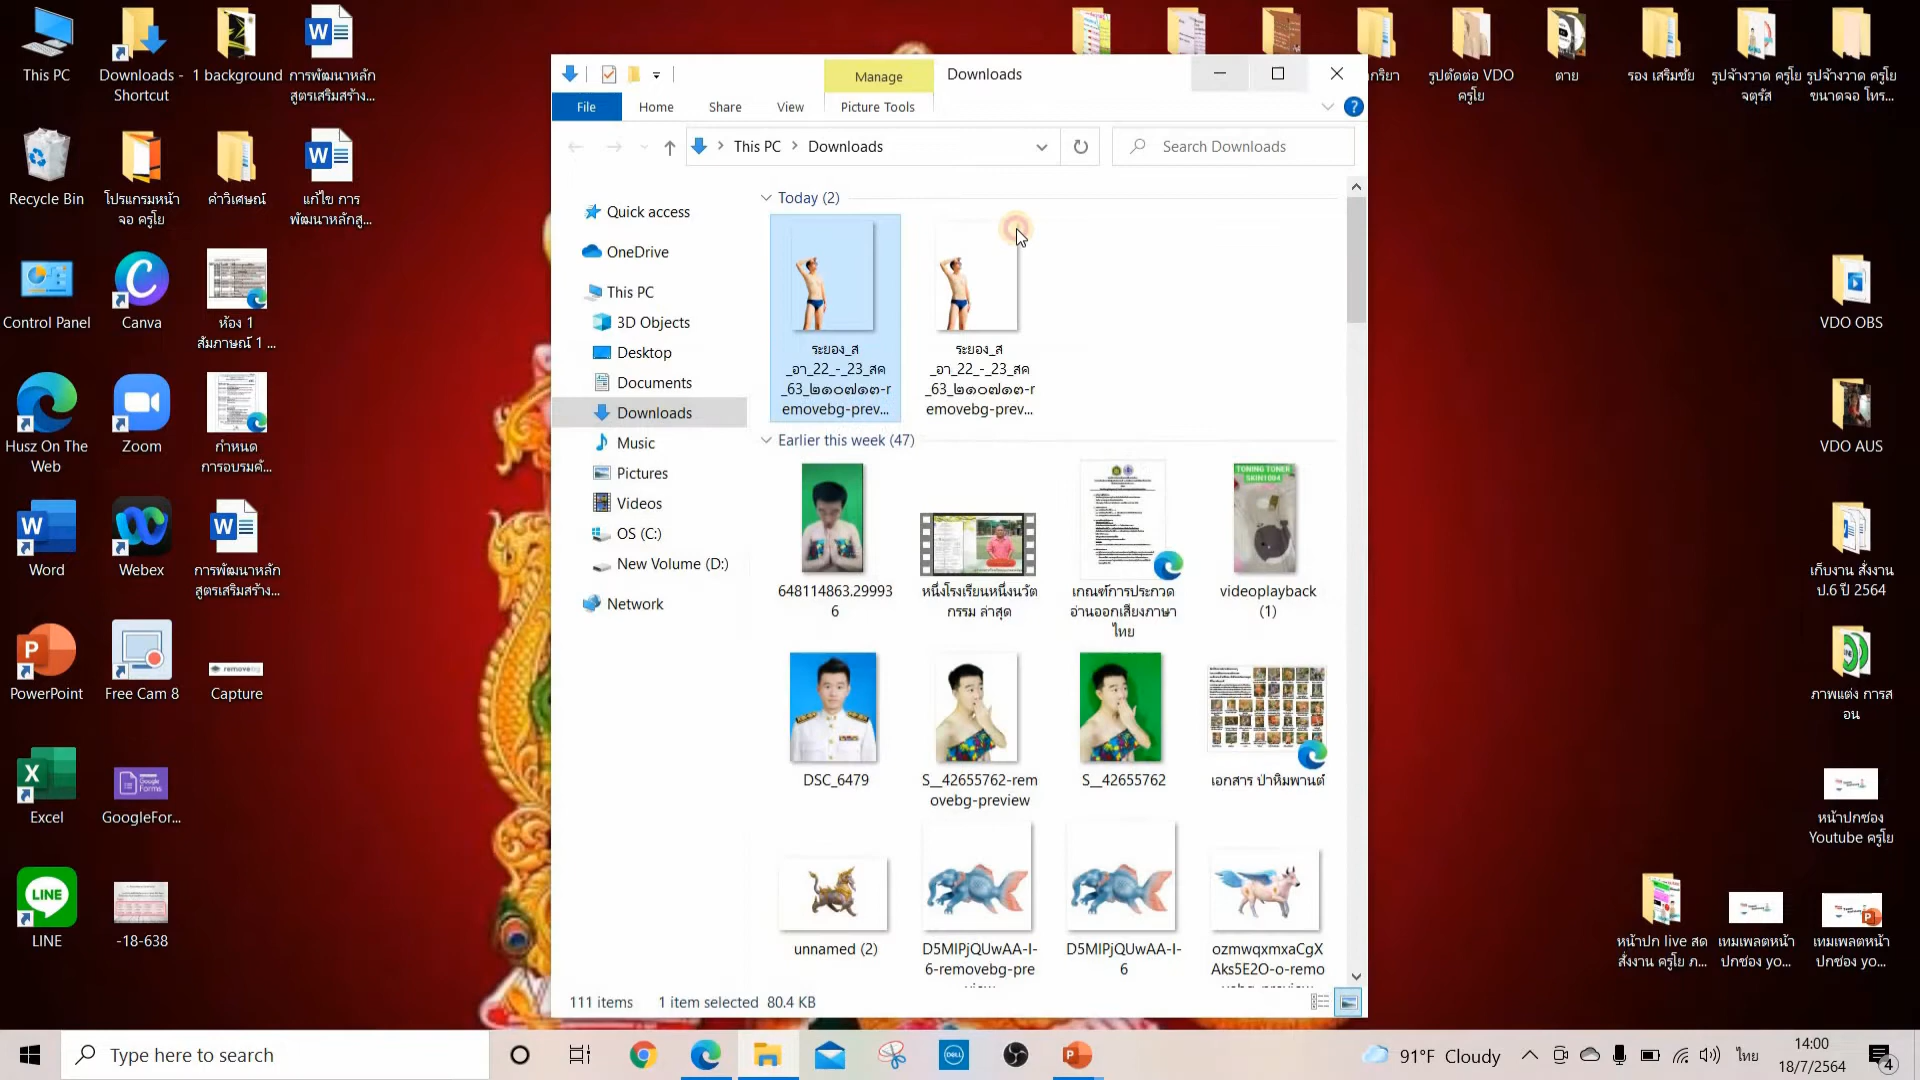 This PC
Downloads -
Shortcut
1 background
การพัฒนาหลัก
สูตรเสริมสร้าง...
Recycle Bin
โปรแกรมหน้า
จอ ครูโย
คำวิเศษณ์
แก้ไข การ
พัฒนาหลักสู...
Control Panel
Canva
ห้อง 1
สัมภาษณ์ 1 ...
Husz On The
Web
Zoom
กำหนด
การอบรมคั...
Word
Webex
การพัฒนาหลัก
สูตรเสริมสร้าง...
PowerPoint
Free Cam 8
Capture
Excel
GoogleFor...
LINE
-18-638
Manage
Downloads
File
Home
Share
View
Picture Tools
This PC
Downloads
Search Downloads
Quick access
OneDrive
This PC
3D Objects
Desktop
Documents
Downloads
Music
Pictures
Videos
OS (C:)
New Volume (D:)
Network
Today (2)
ระยอง_ส
_อา_22_-_23_สค
_63_๒๑๐๗๑๓-r
emovebg-prev...
ระยอง_ส
_อา_22_-_23_สค
_63_๒๑๐๗๑๓-r
emovebg-prev...
Earlier this week (47)
648114863.29993
6
หนึ่งโรงเรียนหนึ่งนวัต
กรรม ล่าสุด
เกณฑ์การประกวด
อ่านออกเสียงภาษา
ไทย
TONING TONER
SKIN1004
videoplayback
(1)
DSC_6479
S__42655762-rem
ovebg-preview
S__42655762
เอกสาร ป่าหิมพานต์
unnamed (2)
D5MIPjQUwAA-I-
6-removebg-pre
D5MIPjQUwAA-I-
6
ozmwqxmxaCgX
Aks5E2O-o-remo
111 items
1 item selected 80.4 KB
กริยา
รูปตัดต่อ VDO
ครูโย
ตาย
รอง เสริมชัย
รูปจ้างวาด ครูโย
จตุรัส
รูปจ้างวาด ครูโย
ขนาดจอ โทร...
VDO OBS
VDO AUS
เก็บงาน สั่งงาน
ป.6 ปี 2564
ภาพแต่ง การส
อน
หน้าปกช่อง
Youtube ครูโย
หน้าปก live สด
สั่งงาน ครูโย ภ...
เทมเพลตหน้า
ปกช่อง yo...
เทมเพลตหน้า
ปกช่อง yo...
Type here to search
DELL
91°F Cloudy
ไทย
14:00
18/7/2564
4